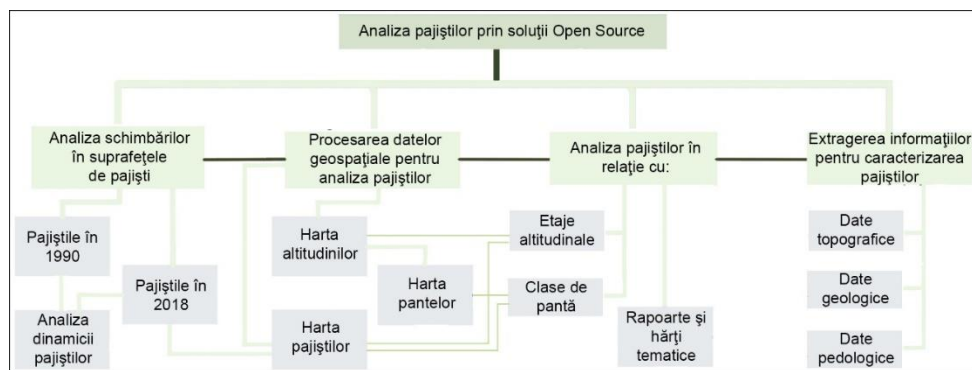 Analiza pajiştilor prin soluţii Open Source
Analiza schimbărilor
în suprafeţele
de pajişti
Procesarea datelor
geospaţiale pentru
analiza pajiştilor
Analiza pajiştilor în
relaţie cu:
Extragerea informaţiilor
pentru caracterizarea
pajiştilor
Pajiştile în
1990
Pajiştile în
2018
Analiza
dinamicii
pajiştilor
Harta
altitudinilor
Harta
pantelor
Harta
pajiştilor
Etaje
altitudinale
Clase de
pantă
Rapoarte şi
hărţi
tematice
Date
topografice
Date
geologice
Date
pedologice